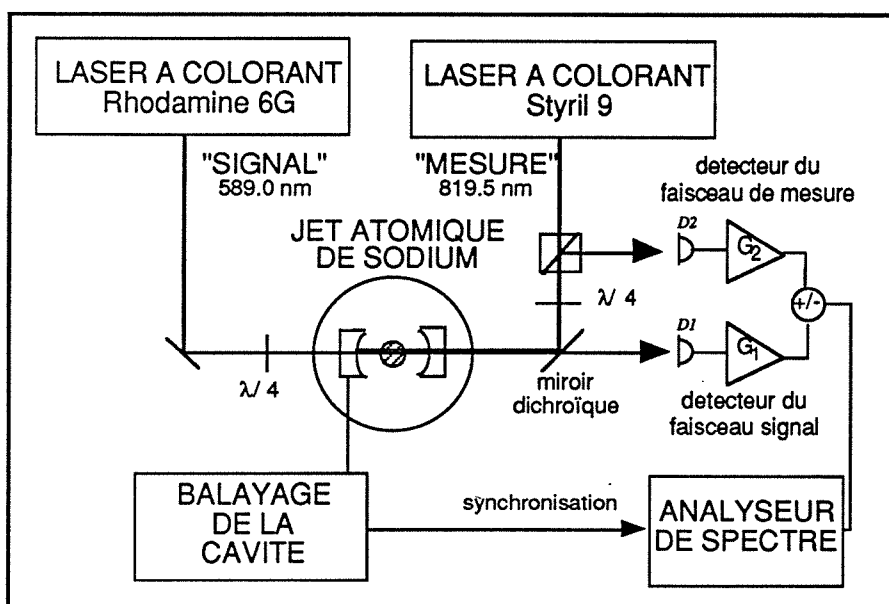 LASER A COLORANT
Rhodamine 6G
LASER A COLORANT
Styril 9
"SIGNAL"
589.0 nm
"MESURE"
819.5 nm
detecteur du
faisceau de mesure
JET ATOMIQUE
DE SODIUM
D2
G2
λ/ 4
+/-
D1
G1
λ/ 4
miroir
dichroïque
detecteur du
faisceau signal
BALAYAGE
DE LA
CAVITE
synchronisation
ANALYSEUR
DE SPECTRE